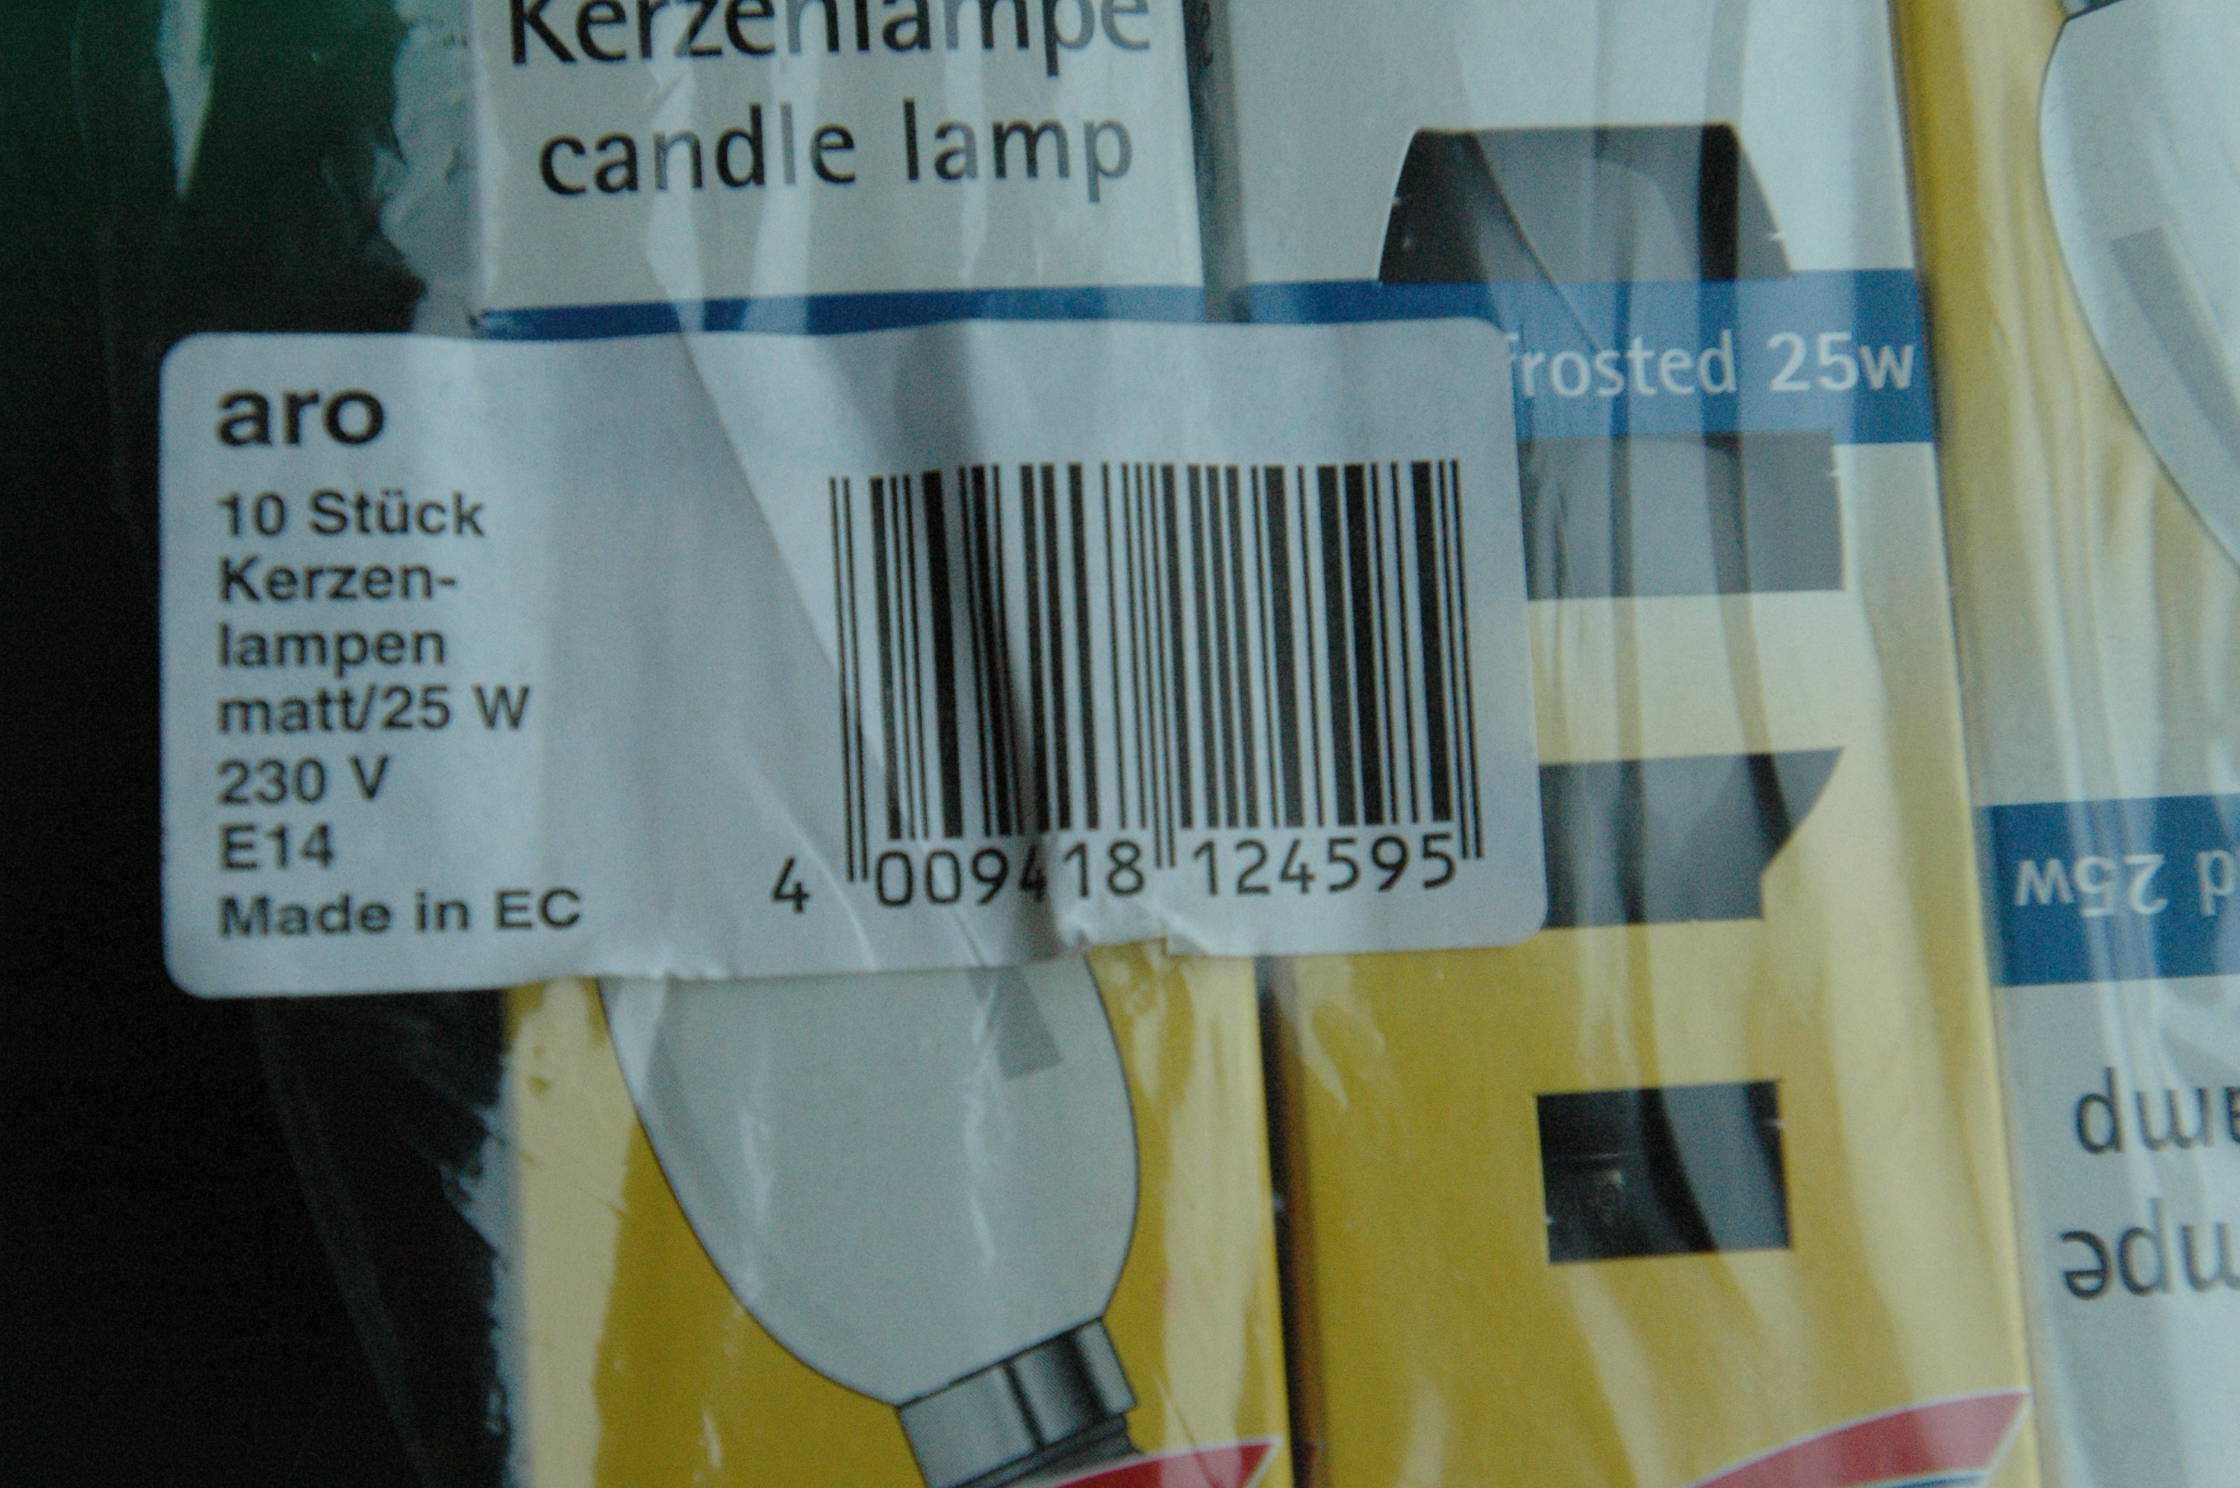 Kerzenlampe
candle lamp
frosted 25w
aro
10 Stück
Kerzen-
lampen
matt/25 W
230 V
E14
Made in EC
4 009418 124595
d 25w
amp
mpe